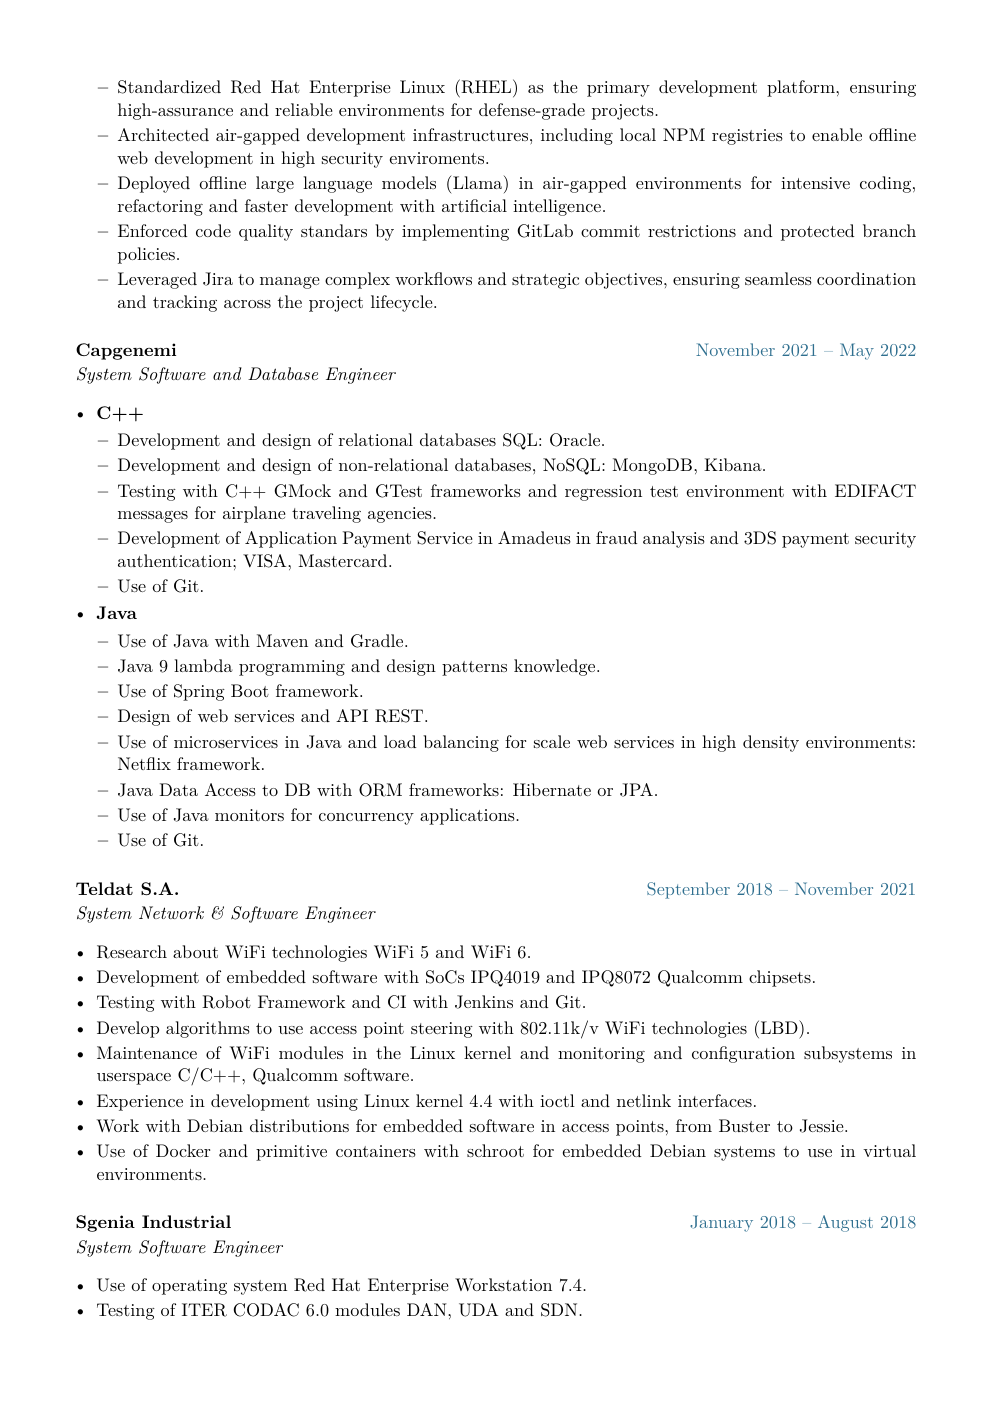 – Standardized Red Hat Enterprise Linux (RHEL) as the primary development platform, ensuring
high-assurance and reliable environments for defense-grade projects.
– Architected air-gapped development infrastructures, including local NPM registries to enable offline
web development in high security enviroments.
– Deployed offline large language models (Llama) in air-gapped environments for intensive coding,
refactoring and faster development with artificial intelligence.
– Enforced code quality standars by implementing GitLab commit restrictions and protected branch
policies.
– Leveraged Jira to manage complex workflows and strategic objectives, ensuring seamless coordination
and tracking across the project lifecycle.
Capgenemi November 2021 – May 2022
System Software and Database Engineer
• C++
– Development and design of relational databases SQL: Oracle.
– Development and design of non-relational databases, NoSQL: MongoDB, Kibana.
– Testing with C++ GMock and GTest frameworks and regression test environment with EDIFACT
messages for airplane traveling agencies.
– Development of Application Payment Service in Amadeus in fraud analysis and 3DS payment security
authentication; VISA, Mastercard.
– Use of Git.
• Java
– Use of Java with Maven and Gradle.
– Java 9 lambda programming and design patterns knowledge.
– Use of Spring Boot framework.
– Design of web services and API REST.
– Use of microservices in Java and load balancing for scale web services in high density environments:
Netflix framework.
– Java Data Access to DB with ORM frameworks: Hibernate or JPA.
– Use of Java monitors for concurrency applications.
– Use of Git.
Teldat S.A. September 2018 – November 2021
System Network & Software Engineer
• Research about WiFi technologies WiFi 5 and WiFi 6.
• Development of embedded software with SoCs IPQ4019 and IPQ8072 Qualcomm chipsets.
• Testing with Robot Framework and CI with Jenkins and Git.
• Develop algorithms to use access point steering with 802.11k/v WiFi technologies (LBD).
• Maintenance of WiFi modules in the Linux kernel and monitoring and configuration subsystems in
userspace C/C++, Qualcomm software.
• Experience in development using Linux kernel 4.4 with ioctl and netlink interfaces.
• Work with Debian distributions for embedded software in access points, from Buster to Jessie.
• Use of Docker and primitive containers with schroot for embedded Debian systems to use in virtual
environments.
Sgenia Industrial January 2018 – August 2018
System Software Engineer
• Use of operating system Red Hat Enterprise Workstation 7.4.
• Testing of ITER CODAC 6.0 modules DAN, UDA and SDN.